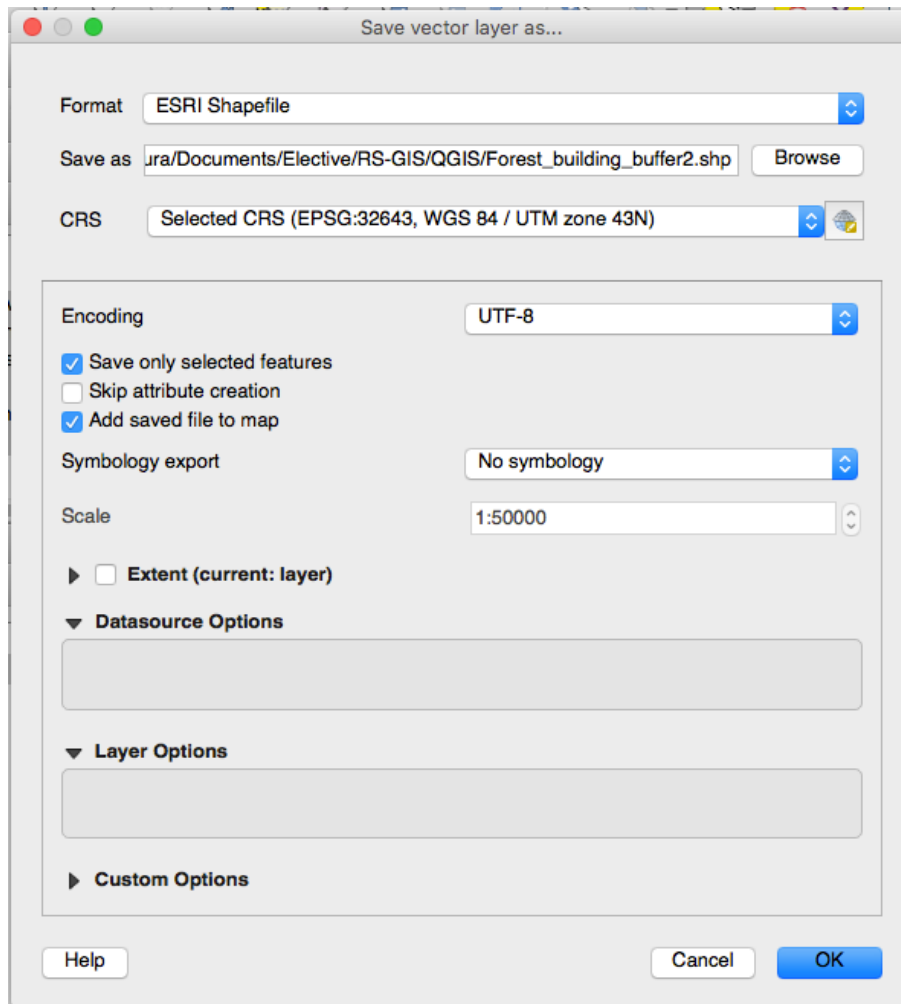 Save vector layer as...
Format ESRI Shapefile
Save as ura/Documents/Elective/RS-GIS/QGIS/Forest_building_buffer2.shp Browse
CRS Selected CRS (EPSG:32643, WGS 84 / UTM zone 43N)
Encoding UTF-8
Save only selected features
Skip attribute creation
Add saved file to map
Symbology export No symbology
Scale 1:50000
Extent (current: layer)
Datasource Options
Layer Options
Custom Options
Help Cancel OK